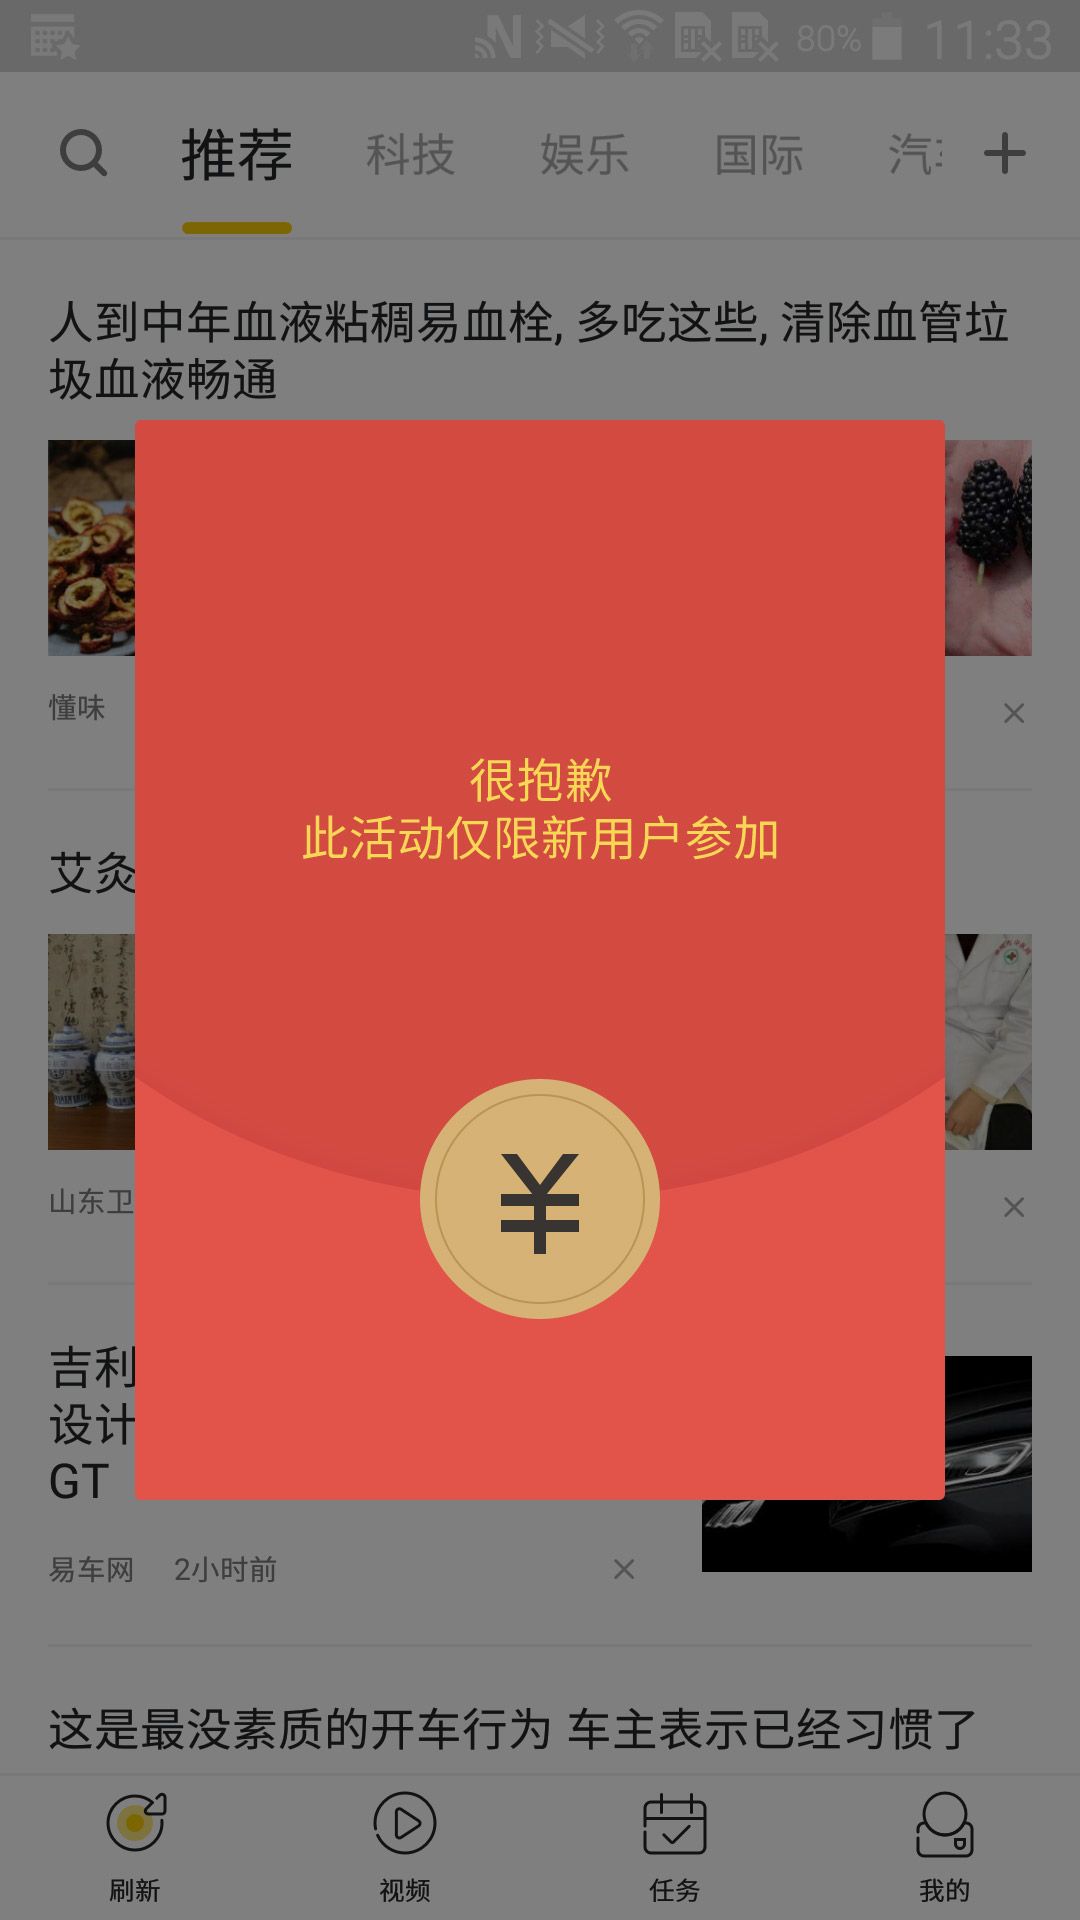 80% 11:33
推荐 科技 娱乐 国际
人到中年血液粘稠易血栓, 多吃这些, 清除血管垃
圾血液畅通
懂味
很抱歉
此活动仅限新用户参加
艾灸
山东卫
吉利
设计
GT
易车网 2小时前
这是最没素质的开车行为 车主表示已经习惯了
刷新 视频 任务 我的